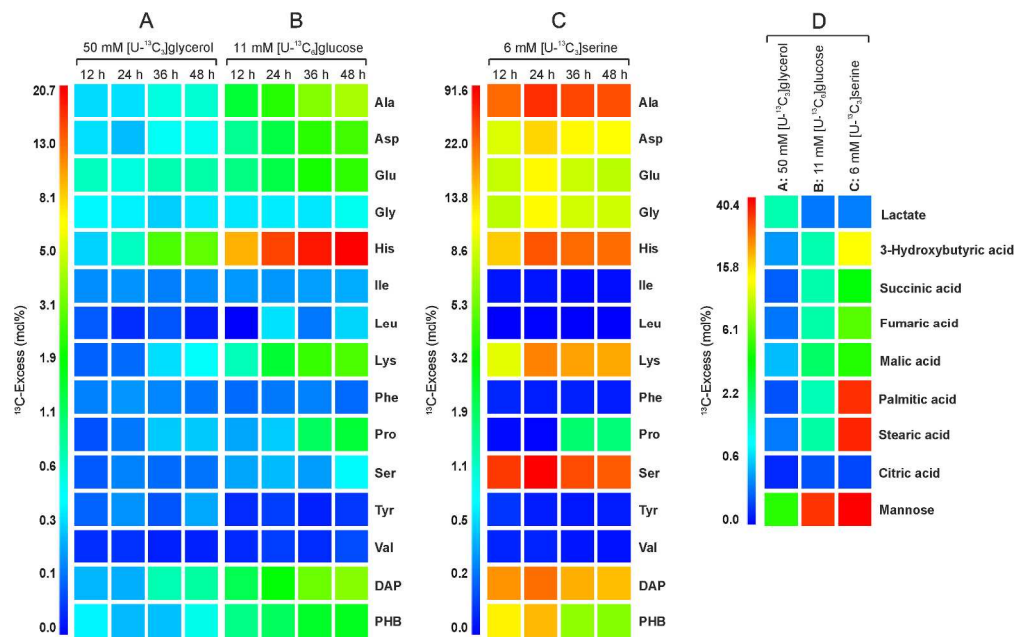 A
B
C
D
50 mM [U-¹³C₃]glycerol
11 mM [U-¹³C₆]glucose
6 mM [U-¹³C₃]serine
12 h 24 h 36 h 48 h 12 h 24 h 36 h 48 h
12 h 24 h 36 h 48 h
A: 50 mM [U-¹³C₃]glycerol
B: 11 mM [U-¹³C₆]glucose
C: 6 mM [U-¹³C₃]serine
¹³C-Excess (mol%)
20.7
13.0
8.1
5.0
3.1
1.9
1.1
0.6
0.3
0.1
0.0
Ala
Asp
Glu
Gly
His
Ile
Leu
Lys
Phe
Pro
Ser
Tyr
Val
DAP
PHB
¹³C-Excess (mol%)
91.6
22.0
13.8
8.6
5.3
3.2
1.9
1.1
0.5
0.2
0.0
Ala
Asp
Glu
Gly
His
Ile
Leu
Lys
Phe
Pro
Ser
Tyr
Val
DAP
PHB
¹³C-Excess (mol%)
40.4
15.8
6.1
2.2
0.6
0.0
Lactate
3-Hydroxybutyric acid
Succinic acid
Fumaric acid
Malic acid
Palmitic acid
Stearic acid
Citric acid
Mannose